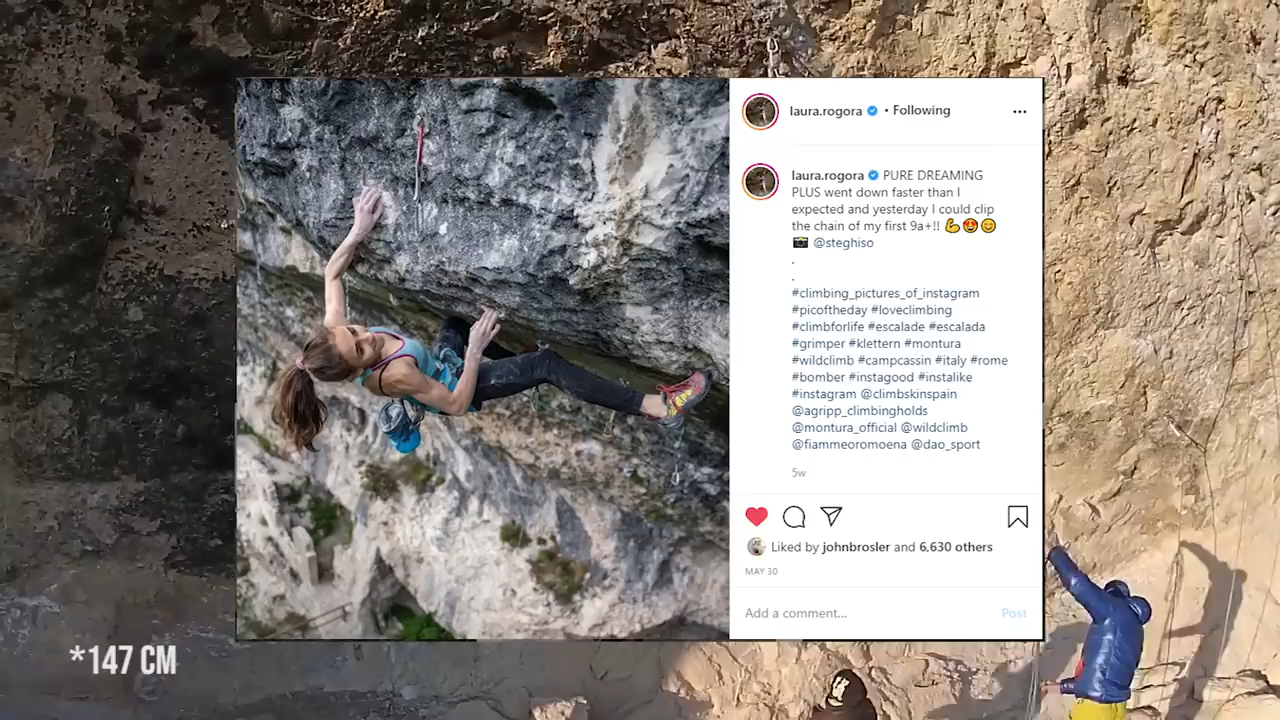 laura.rogora • Following
laura.rogora PURE DREAMING
PLUS went down faster than I
expected and yesterday I could clip
the chain of my first 9a+!! 💪😍😊
📸 @steghiso
.
.
#climbing_pictures_of_instagram
#picoftheday #loveclimbing
#climbforlife #escalade #escalada
#grimper #klettern #montura
#wildclimb #campcassin #italy #rome
#bomber #instagood #instalike
#instagram @climbskinspain
@agripp_climbingholds
@montura_official @wildclimb
@fiammeoromoena @dao_sport
5w
Liked by johnbrosler and 6,630 others
MAY 30
Add a comment... Post
*147 CM